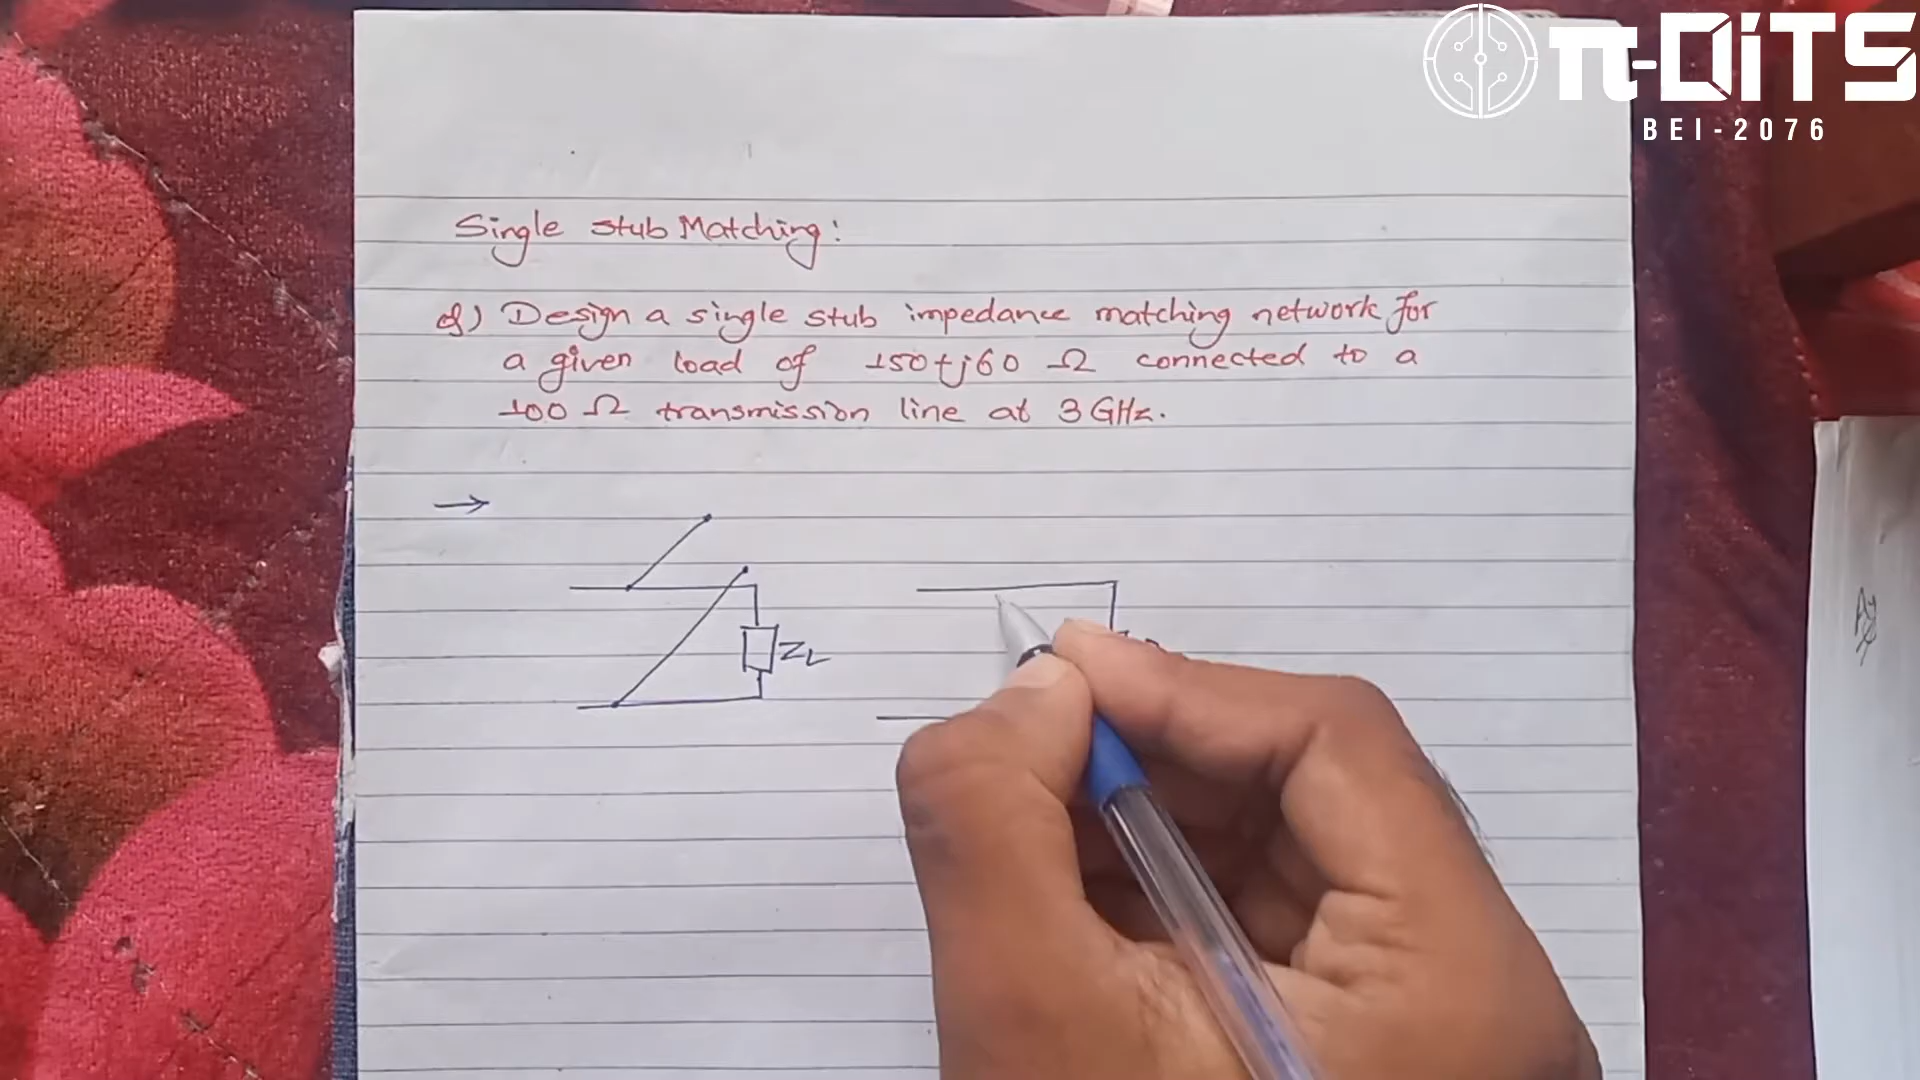 π-DiTS
BEI-2076
Single stub Matching:
Q) Design a single stub impedance matching network for
a given load of 150+j60 Ω connected to a
100 Ω transmission line at 3 GHz.
→
ZL